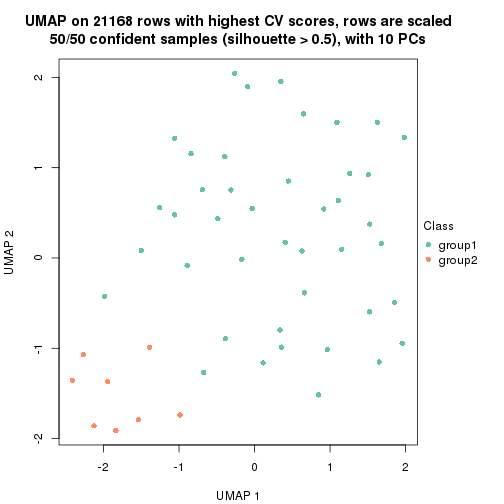 UMAP on 21168 rows with highest CV scores, rows are scaled
50/50 confident samples (silhouette > 0.5), with 10 PCs
2
1
0
-1
-2
UMAP 2
-2
-1
0
1
2
UMAP 1
Class
group1
group2